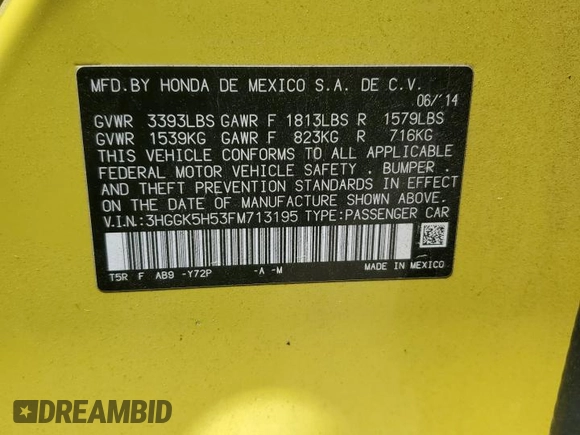 MFD.BY HONDA DE MEXICO S.A. DE C.V.
06/'14
GVWR 3393LBS GAWR F 1813LBS R 1579LBS
GVWR 1539KG GAWR F 823KG R 716KG
THIS VEHICLE CONFORMS TO ALL APPLICABLE
FEDERAL MOTOR VEHICLE SAFETY . BUMPER .
AND THEFT PREVENTION STANDARDS IN EFFECT
ON THE DATE OF MANUFACTURE SHOWN ABOVE.
V.I.N.:3HGGK5H53FM713195 TYPE:PASSENGER CAR
T5R F AB9 -Y72P -A -M MADE IN MEXICO
DREAMBID